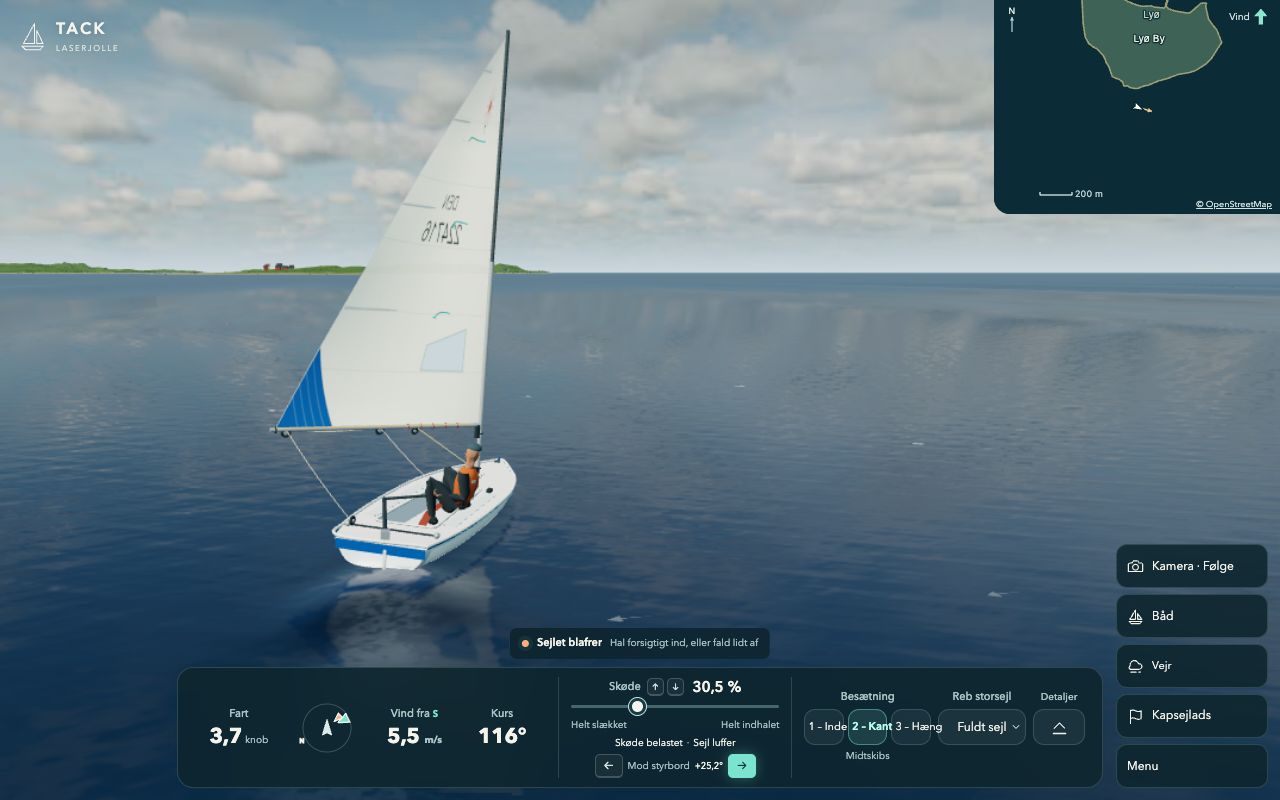 TACK
LASERJOLLE
N
Lyø
Lyø By
Vind
200 m
© OpenStreetMap
DEN
224716
Kamera · Følge
Båd
Vejr
Kapsejlads
Menu
Sejlet blafrer Hal forsigtigt ind, eller fald lidt af
Fart
3,7 knob
N
Vind fra S
5,5 m/s
Kurs
116°
Skøde ↑ ↓ 30,5 %
Helt slækket Helt indhalet
Skøde belastet · Sejl luffer
← Mod styrbord +25,2° →
Besætning
1 – Inde 2 – Kant 3 – Hæng
Midtskibs
Reb storsejl
Fuldt sejl
Detaljer